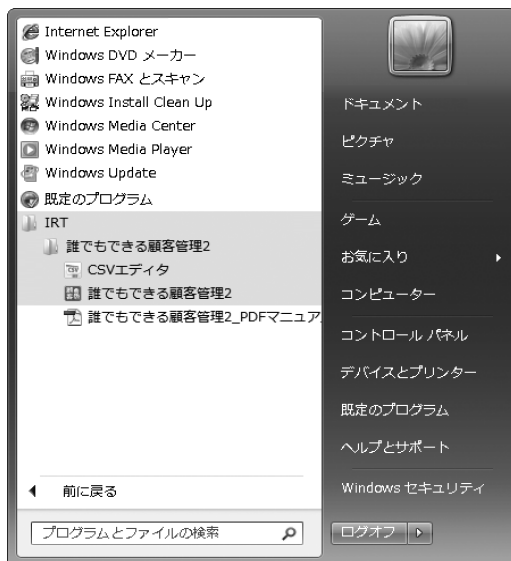 Internet Explorer
Windows DVD メーカー
Windows FAX とスキャン
Windows Install Clean Up
Windows Media Center
Windows Media Player
Windows Update
既定のプログラム
IRT
誰でもできる顧客管理2
CSVエディタ
誰でもできる顧客管理2
誰でもできる顧客管理2_PDFマニュア
前に戻る
プログラムとファイルの検索
ドキュメント
ピクチャ
ミュージック
ゲーム
お気に入り
コンピューター
コントロール パネル
デバイスとプリンター
既定のプログラム
ヘルプとサポート
Windows セキュリティ
ログオフ